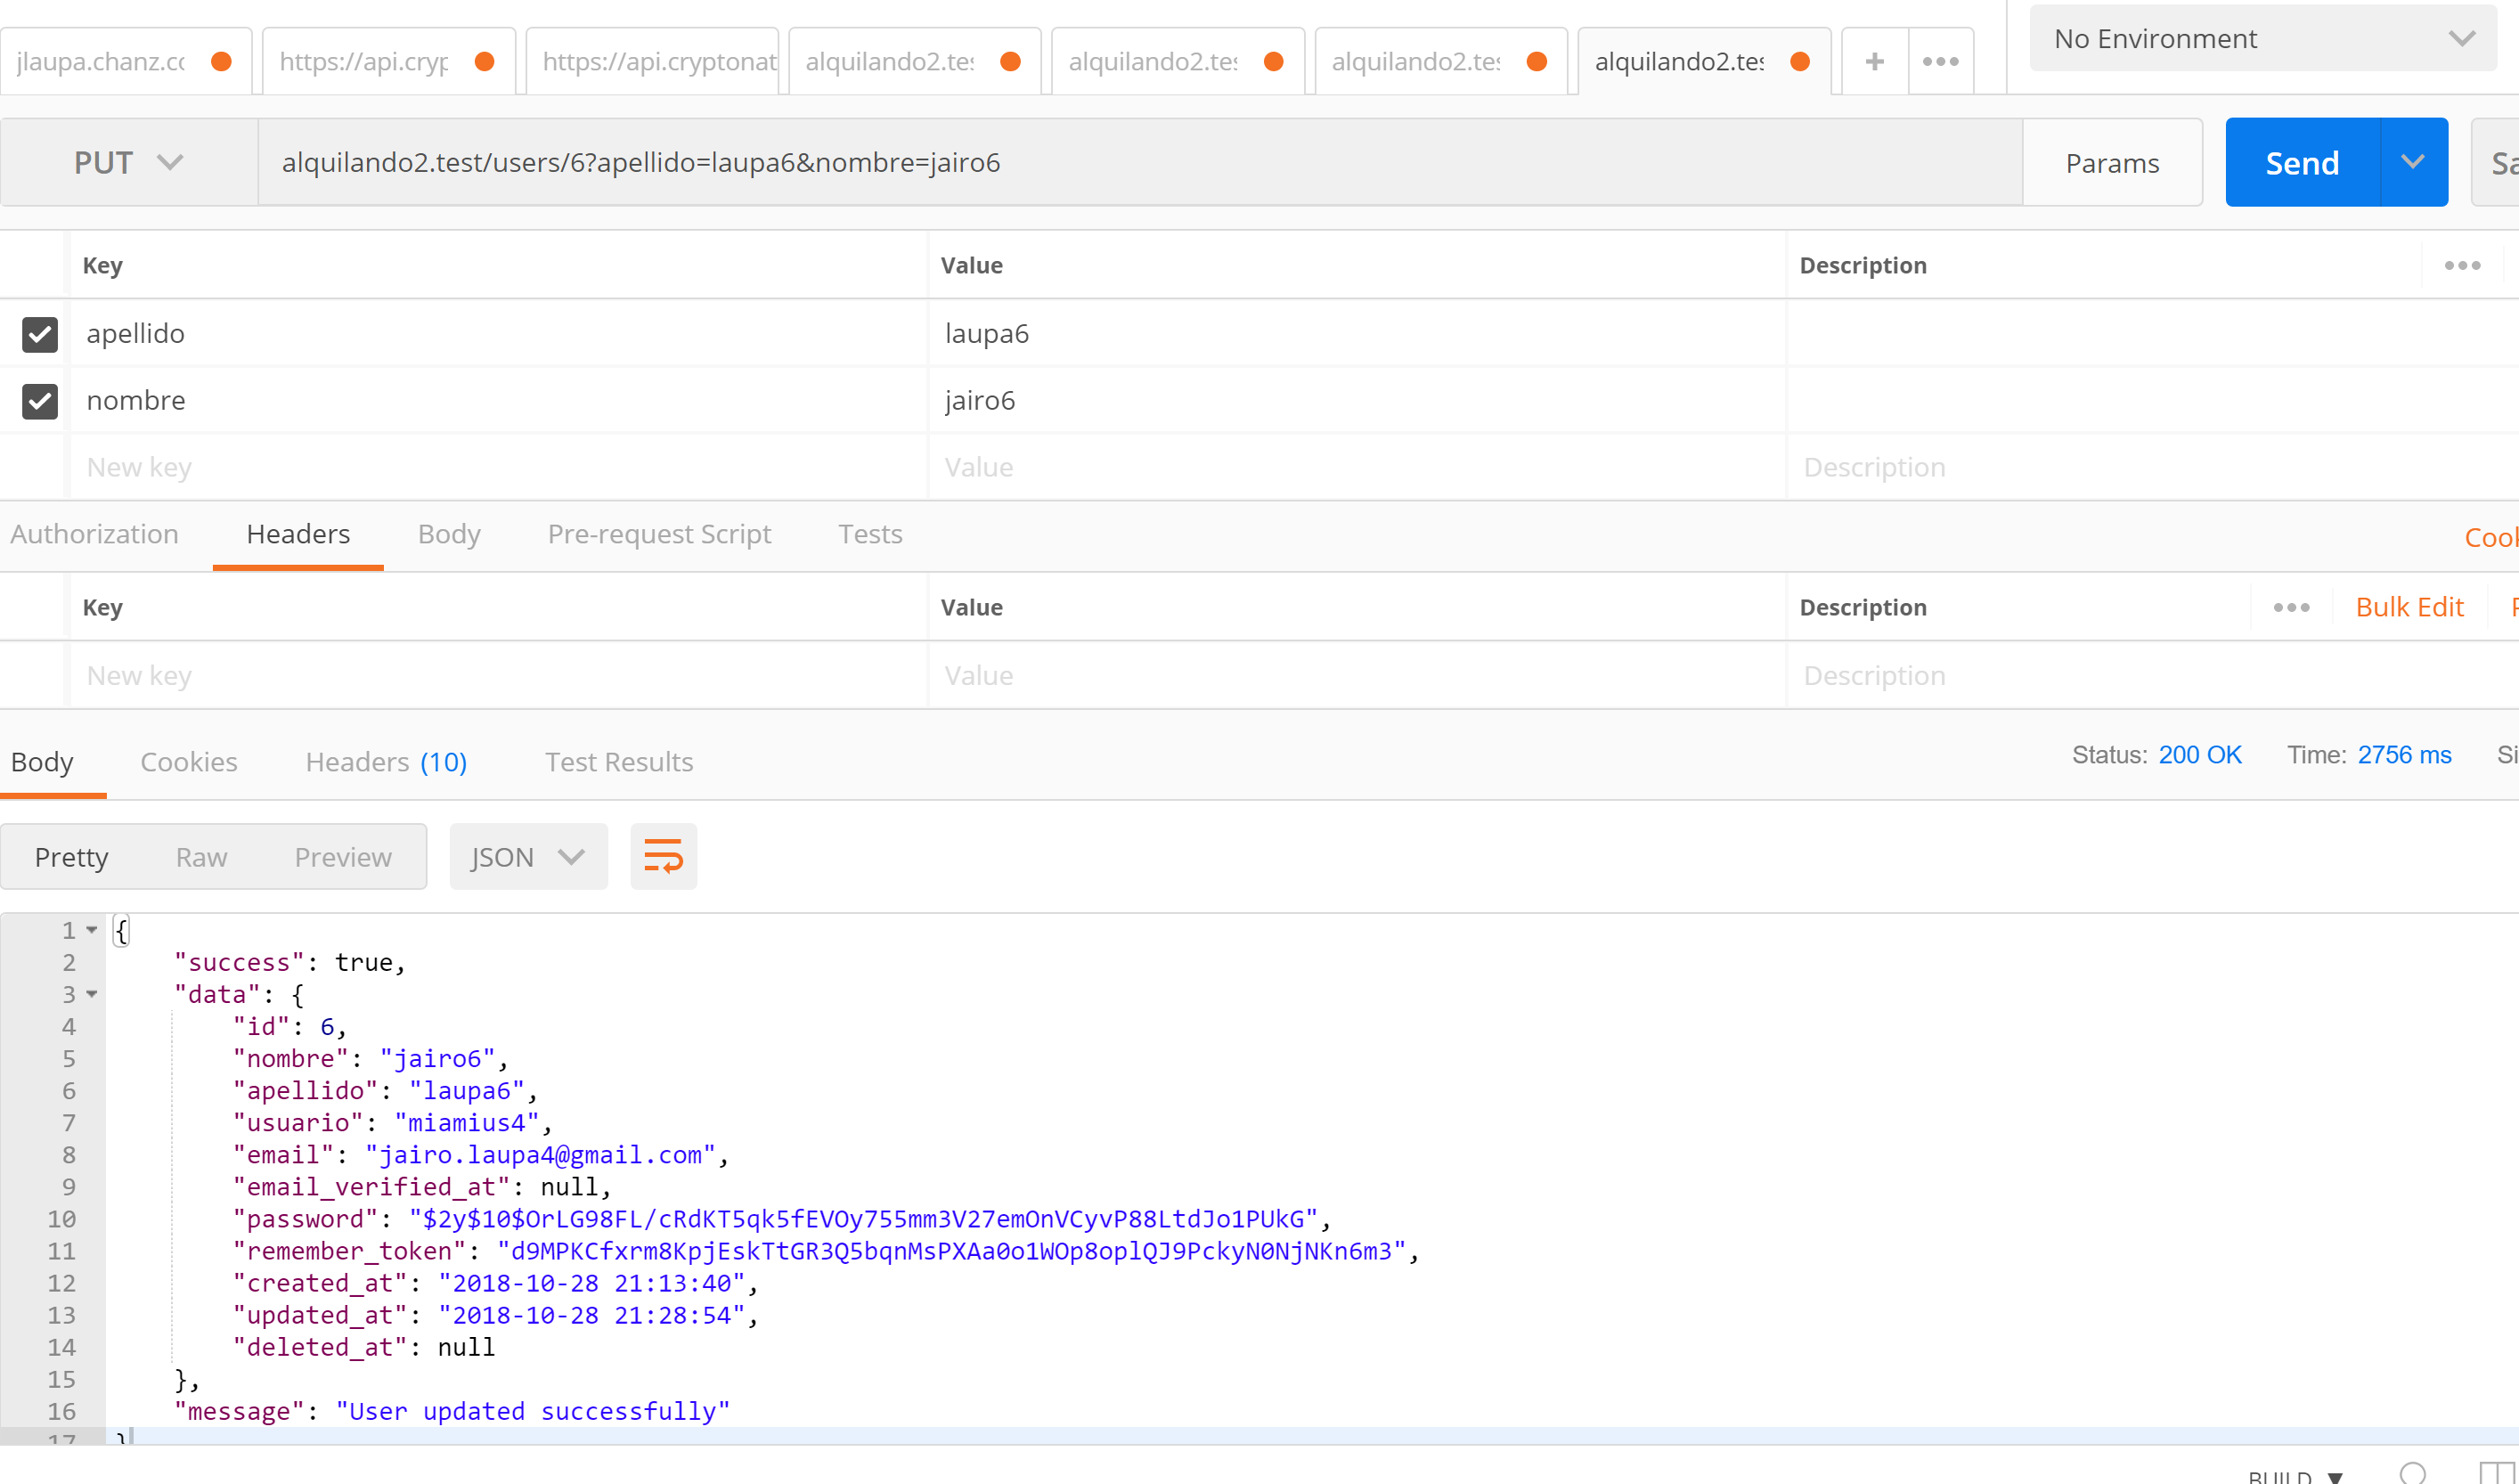 jlaupa.chanz.cc https://api.cryp https://api.cryptonat alquilando2.tes alquilando2.tes alquilando2.tes alquilando2.tes + No Environment
PUT alquilando2.test/users/6?apellido=laupa6&nombre=jairo6 Params Send Sa
Key Value Description
apellido laupa6
nombre jairo6
New key Value Description
Authorization Headers Body Pre-request Script Tests Cook
Key Value Description Bulk Edit
New key Value Description
Body Cookies Headers (10) Test Results Status: 200 OK Time: 2756 ms Si
Pretty Raw Preview JSON
1 {
2 "success": true,
3 "data": {
4 "id": 6,
5 "nombre": "jairo6",
6 "apellido": "laupa6",
7 "usuario": "miamius4",
8 "email": "jairo.laupa4@gmail.com",
9 "email_verified_at": null,
10 "password": "$2y$10$OrLG98FL/cRdKT5qk5fEVOy755mm3V27emOnVCyvP88LtdJo1PUkG",
11 "remember_token": "d9MPKCfxrm8KpjEskTtGR3Q5bqnMsPXAa0o1WOp8oplQJ9PckyN0NjNKn6m3",
12 "created_at": "2018-10-28 21:13:40",
13 "updated_at": "2018-10-28 21:28:54",
14 "deleted_at": null
15 },
16 "message": "User updated successfully"
17 }
BUILD